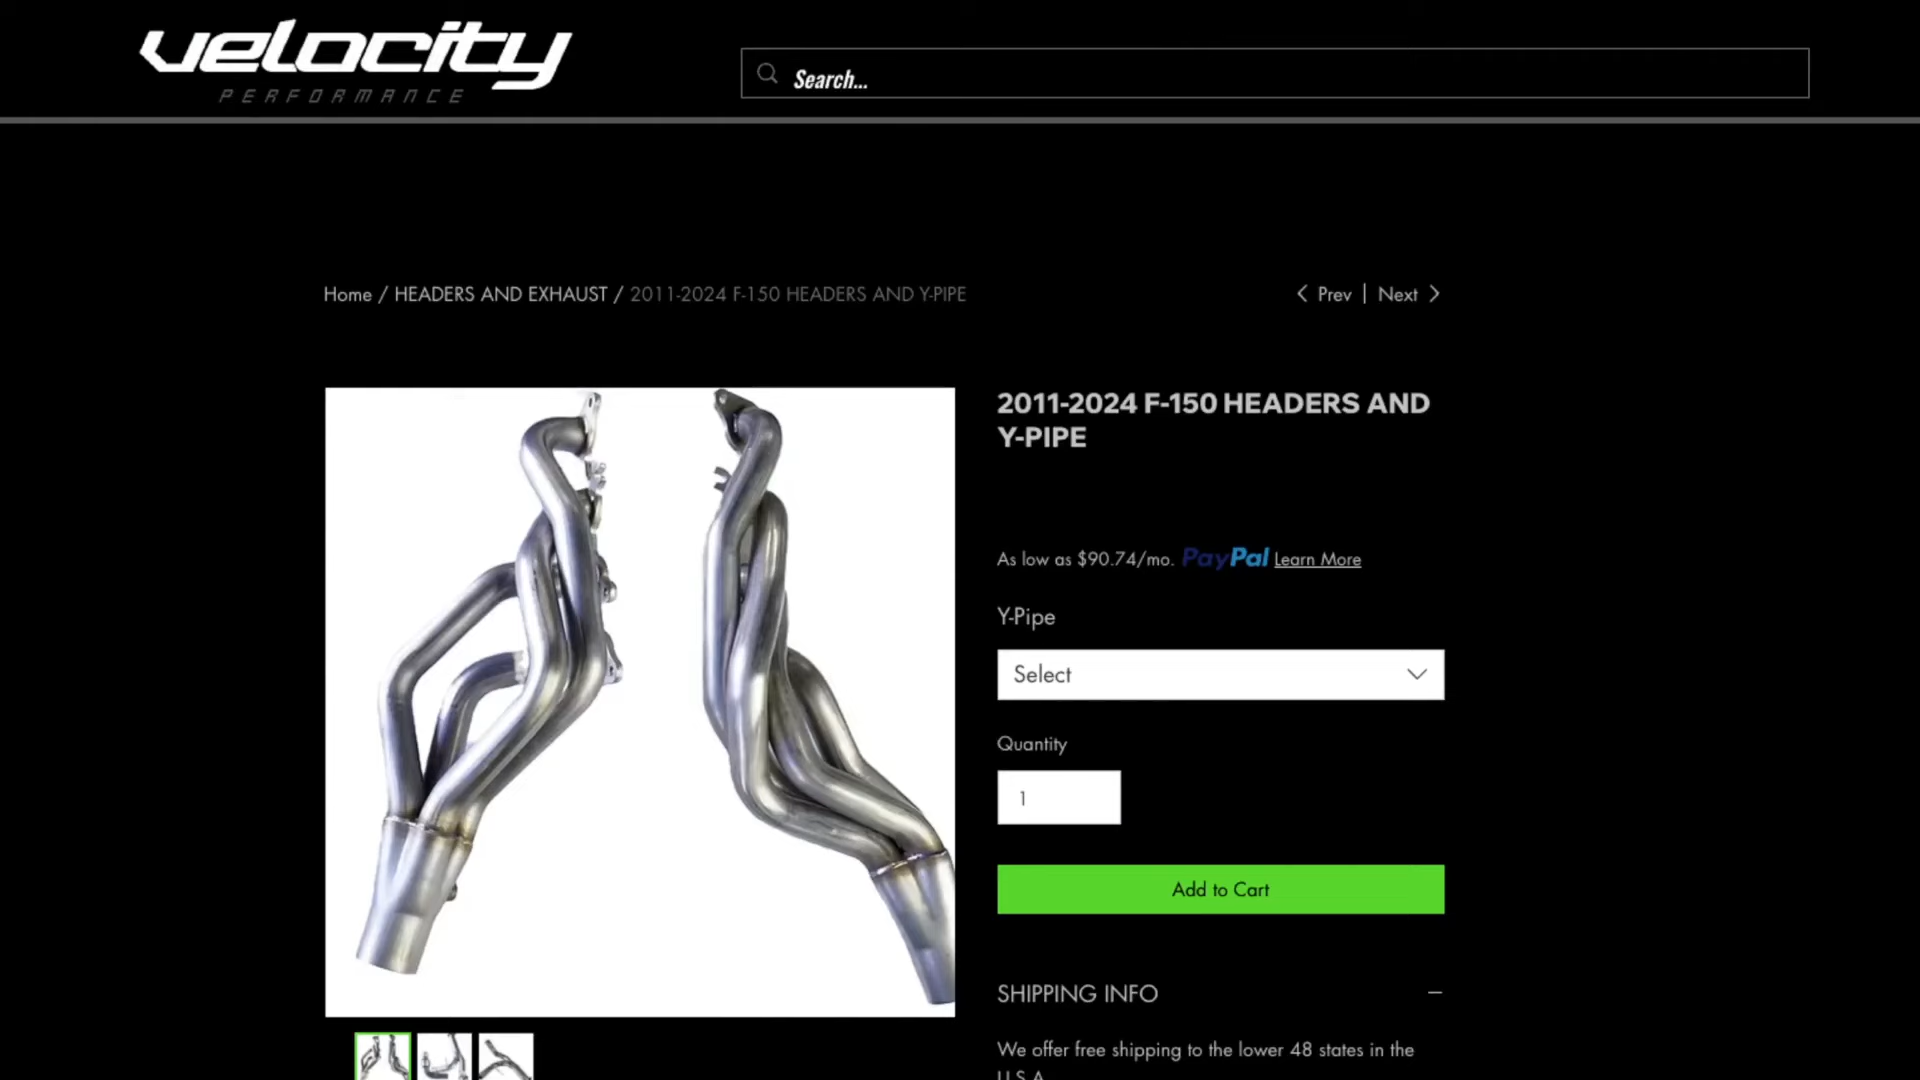 velocity
PERFORMANCE
Search...
Home / HEADERS AND EXHAUST / 2011-2024 F-150 HEADERS AND Y-PIPE
Prev | Next
2011-2024 F-150 HEADERS AND
Y-PIPE
As low as $90.74/mo. PayPal Learn More
Y-Pipe
Select
Quantity
1
Add to Cart
SHIPPING INFO
We offer free shipping to the lower 48 states in the
U.S.A.